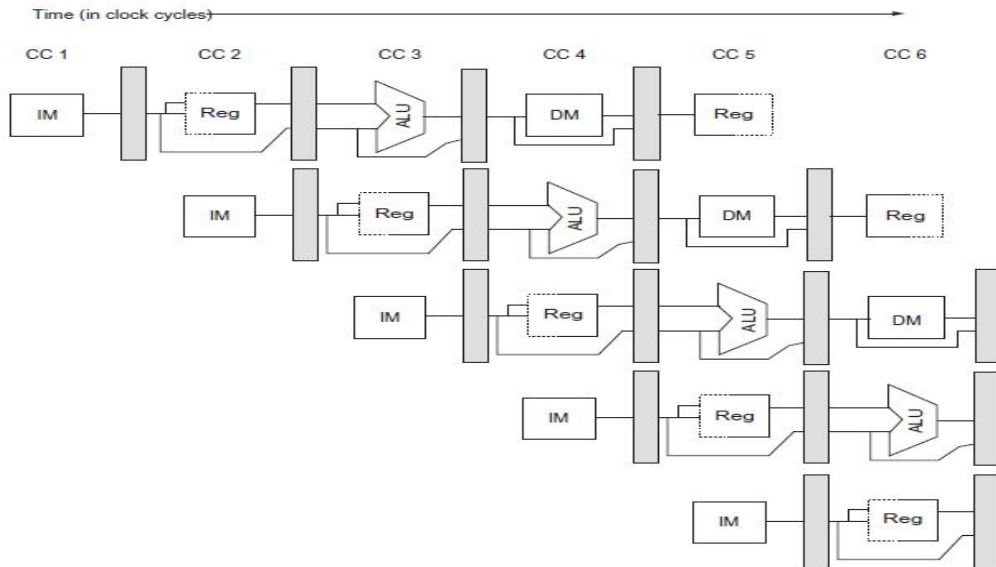 Time (in clock cycles)
CC 1 CC 2 CC 3 CC 4 CC 5 CC 6
IM Reg ALU DM Reg
IM Reg ALU DM Reg
IM Reg ALU DM
IM Reg ALU
IM Reg